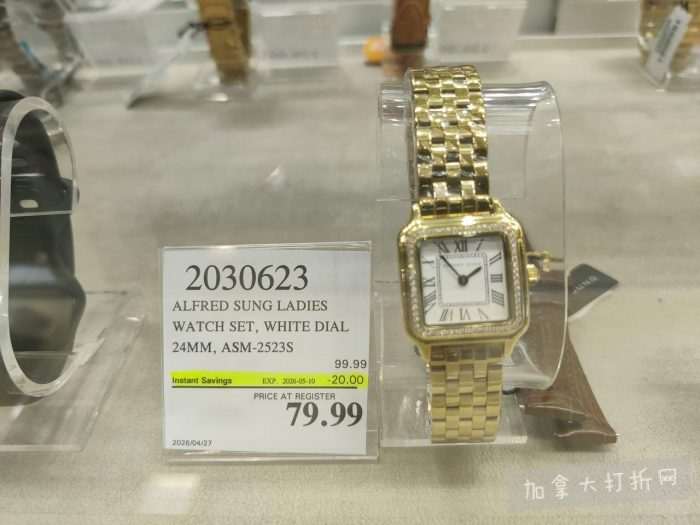 XII
2030623
ALFRED SUNG LADIES
WATCH SET, WHITE DIAL
24MM, ASM-2523S
99.99
Instant Savings EXP. 2026-05-10 -20.00
PRICE AT REGISTER
79.99
2026/04/27
加拿大打折网